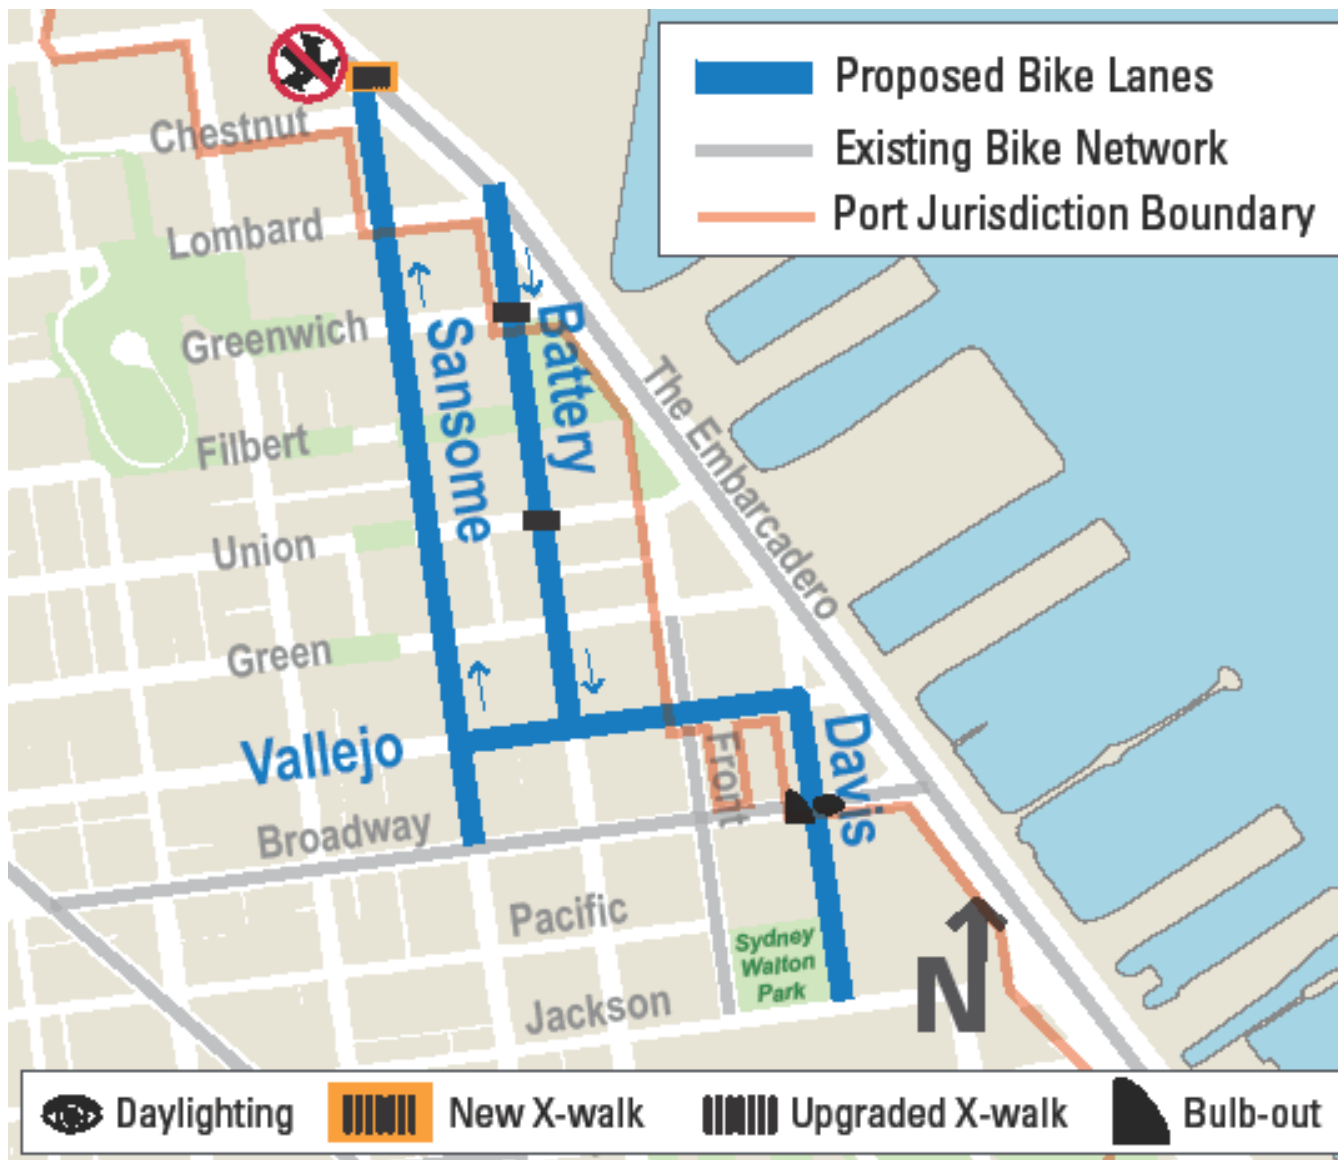 Proposed Bike Lanes
Existing Bike Network
Port Jurisdiction Boundary
Chestnut
Lombard
Greenwich
Sansome
Battery
The Embarcadero
Filbert
Union
Green
Vallejo
Front
Davis
Broadway
Pacific
Sydney
Walton
Park
N
Jackson
Daylighting
New X-walk
Upgraded X-walk
Bulb-out